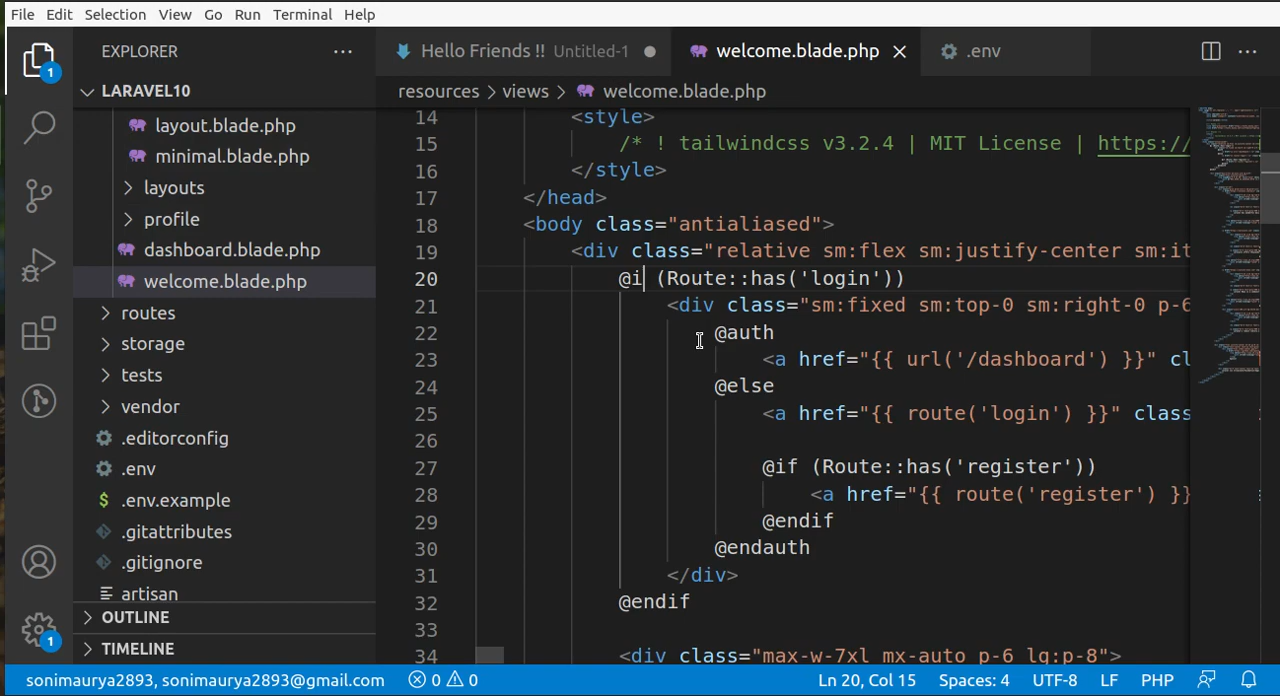 File Edit Selection View Go Run Terminal Help
EXPLORER ...
LARAVEL10
layout.blade.php
minimal.blade.php
layouts
profile
dashboard.blade.php
welcome.blade.php
routes
storage
tests
vendor
.editorconfig
.env
.env.example
.gitattributes
.gitignore
artisan
OUTLINE
TIMELINE
1
1
Hello Friends !! Untitled-1 welcome.blade.php .env
resources > views > welcome.blade.php
14 <style>
15 /* ! tailwindcss v3.2.4 | MIT License | https://
16 </style>
17 </head>
18 <body class="antialiased">
19 <div class="relative sm:flex sm:justify-center sm:it
20 @i (Route::has('login'))
21 <div class="sm:fixed sm:top-0 sm:right-0 p-6
22 @auth
23 <a href="{{ url('/dashboard') }}" cl
24 @else
25 <a href="{{ route('login') }}" class
26
27 @if (Route::has('register'))
28 <a href="{{ route('register') }}
29 @endif
30 @endauth
31 </div>
32 @endif
33
34 <div class="max-w-7xl mx-auto p-6 lg:p-8">
sonimaurya2893, sonimaurya2893@gmail.com 0 0 Ln 20, Col 15 Spaces: 4 UTF-8 LF PHP